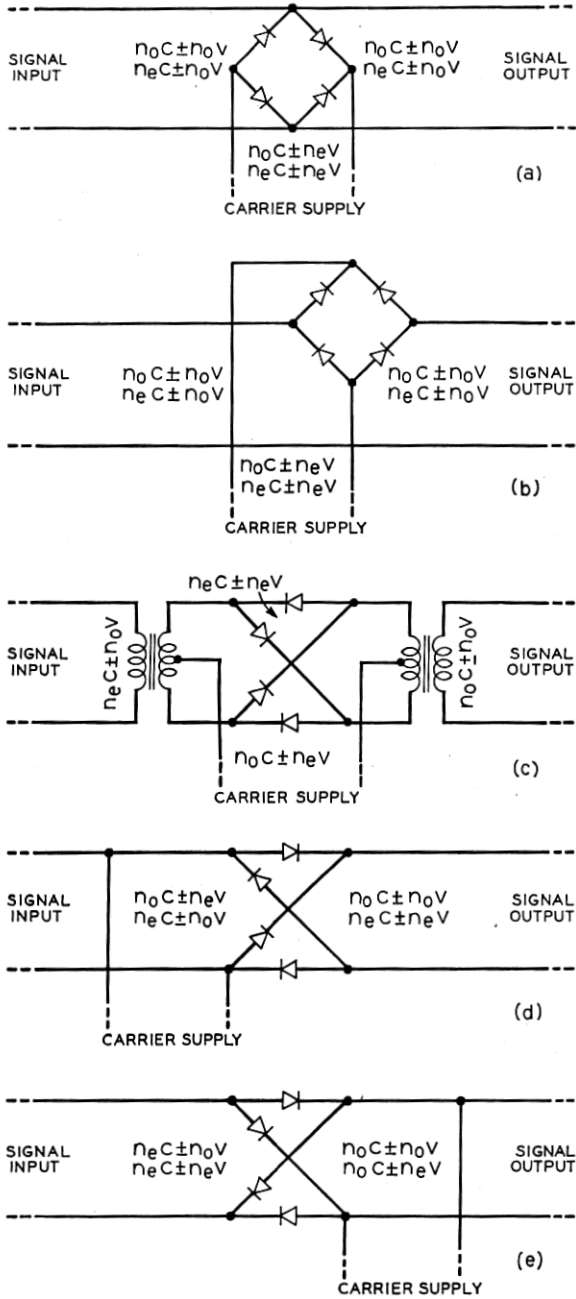 SIGNAL INPUT
n₀C±n₀V
nₑC±n₀V
n₀C±n₀V
nₑC±n₀V
SIGNAL OUTPUT
n₀C±nₑV
nₑC±nₑV
(a)
CARRIER SUPPLY
SIGNAL INPUT
n₀C±n₀V
nₑC±n₀V
n₀C±n₀V
nₑC±n₀V
SIGNAL OUTPUT
n₀C±nₑV
nₑC±nₑV
(b)
CARRIER SUPPLY
nₑC±nₑV
SIGNAL INPUT
nₑC±n₀V
n₀C±n₀V
SIGNAL OUTPUT
n₀C±nₑV
(c)
CARRIER SUPPLY
SIGNAL INPUT
n₀C±nₑV
nₑC±n₀V
n₀C±n₀V
nₑC±nₑV
SIGNAL OUTPUT
(d)
CARRIER SUPPLY
SIGNAL INPUT
nₑC±n₀V
nₑC±nₑV
n₀C±n₀V
n₀C±nₑV
SIGNAL OUTPUT
(e)
CARRIER SUPPLY